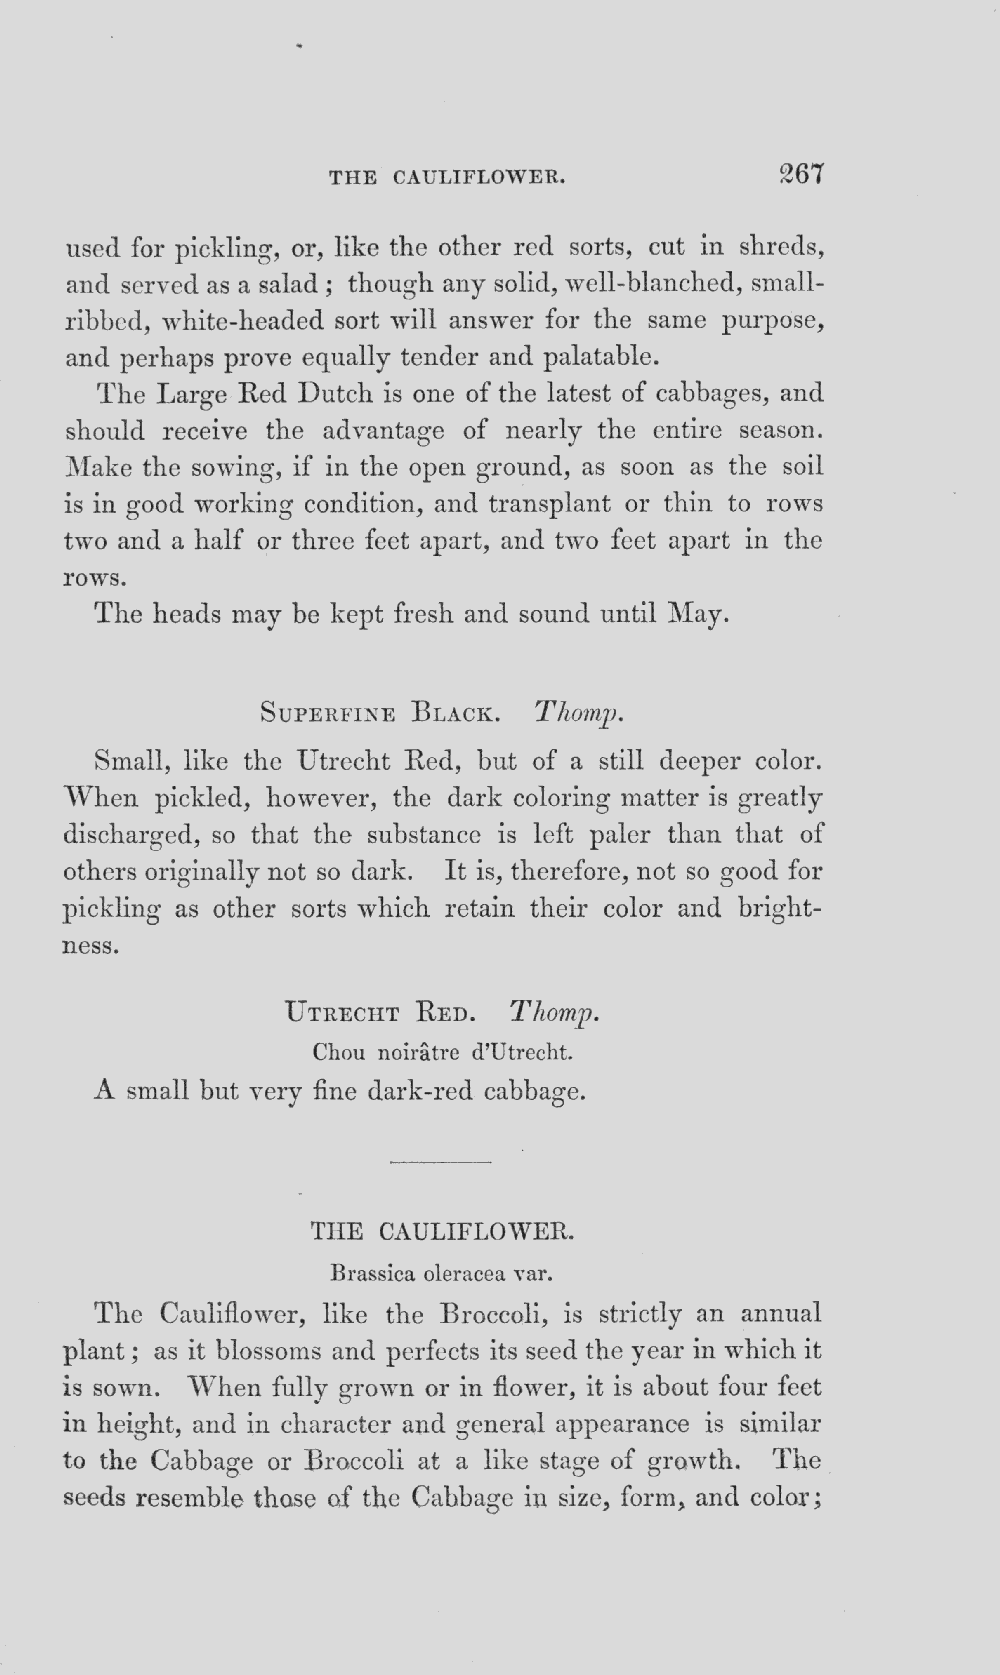 THE CAULIFLOWER. 267
used for pickling, or, like the other red sorts, cut in shreds,
and served as a salad ; though any solid, well-blanched, small-
ribbed, white-headed sort will answer for the same purpose,
and perhaps prove equally tender and palatable.
The Large Red Dutch is one of the latest of cabbages, and
should receive the advantage of nearly the entire season.
Make the sowing, if in the open ground, as soon as the soil
is in good working condition, and transplant or thin to rows
two and a half or three feet apart, and two feet apart in the
rows.
The heads may be kept fresh and sound until May.
SUPERFINE BLACK. Thomp.
Small, like the Utrecht Red, but of a still deeper color.
When pickled, however, the dark coloring matter is greatly
discharged, so that the substance is left paler than that of
others originally not so dark. It is, therefore, not so good for
pickling as other sorts which retain their color and bright-
ness.
UTRECHT RED. Thomp.
Chou noirâtre d'Utrecht.
A small but very fine dark-red cabbage.
THE CAULIFLOWER.
Brassica oleracea var.
The Cauliflower, like the Broccoli, is strictly an annual
plant ; as it blossoms and perfects its seed the year in which it
is sown. When fully grown or in flower, it is about four feet
in height, and in character and general appearance is similar
to the Cabbage or Broccoli at a like stage of growth. The
seeds resemble those of the Cabbage in size, form, and color ;